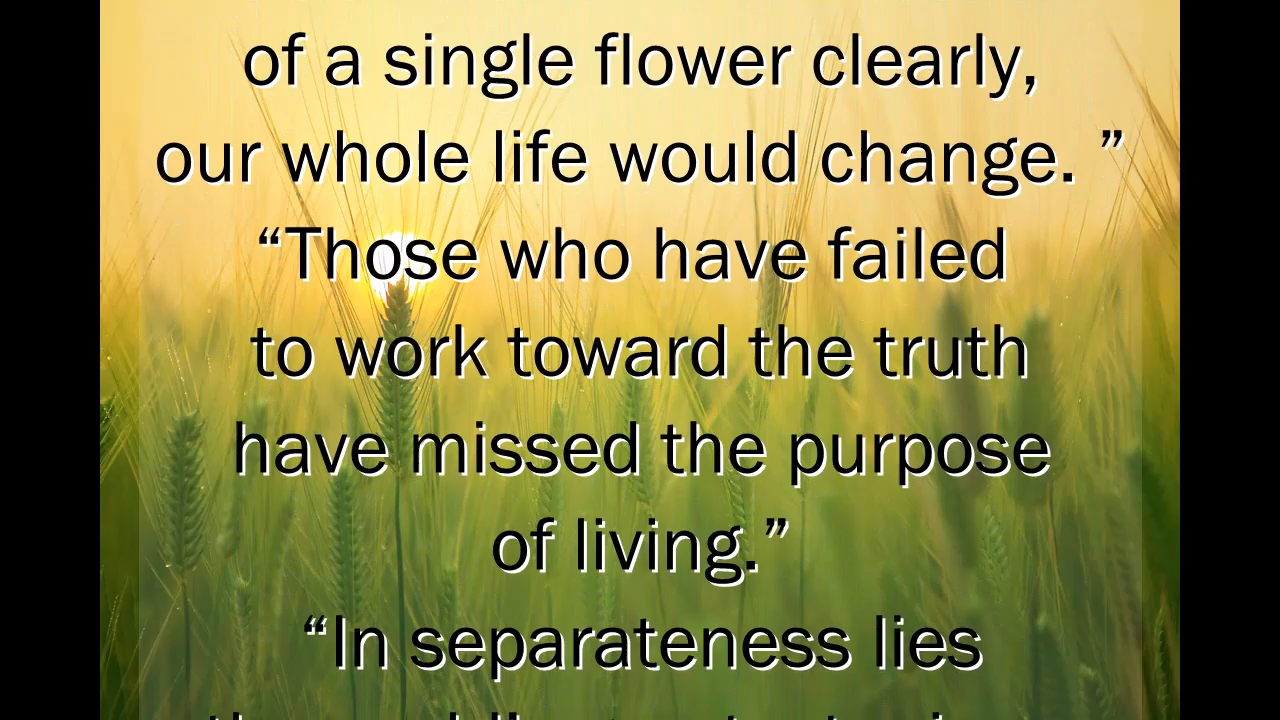 of a single flower clearly,
our whole life would change. ”
“Those who have failed
to work toward the truth
have missed the purpose
of living.”
“In separateness lies